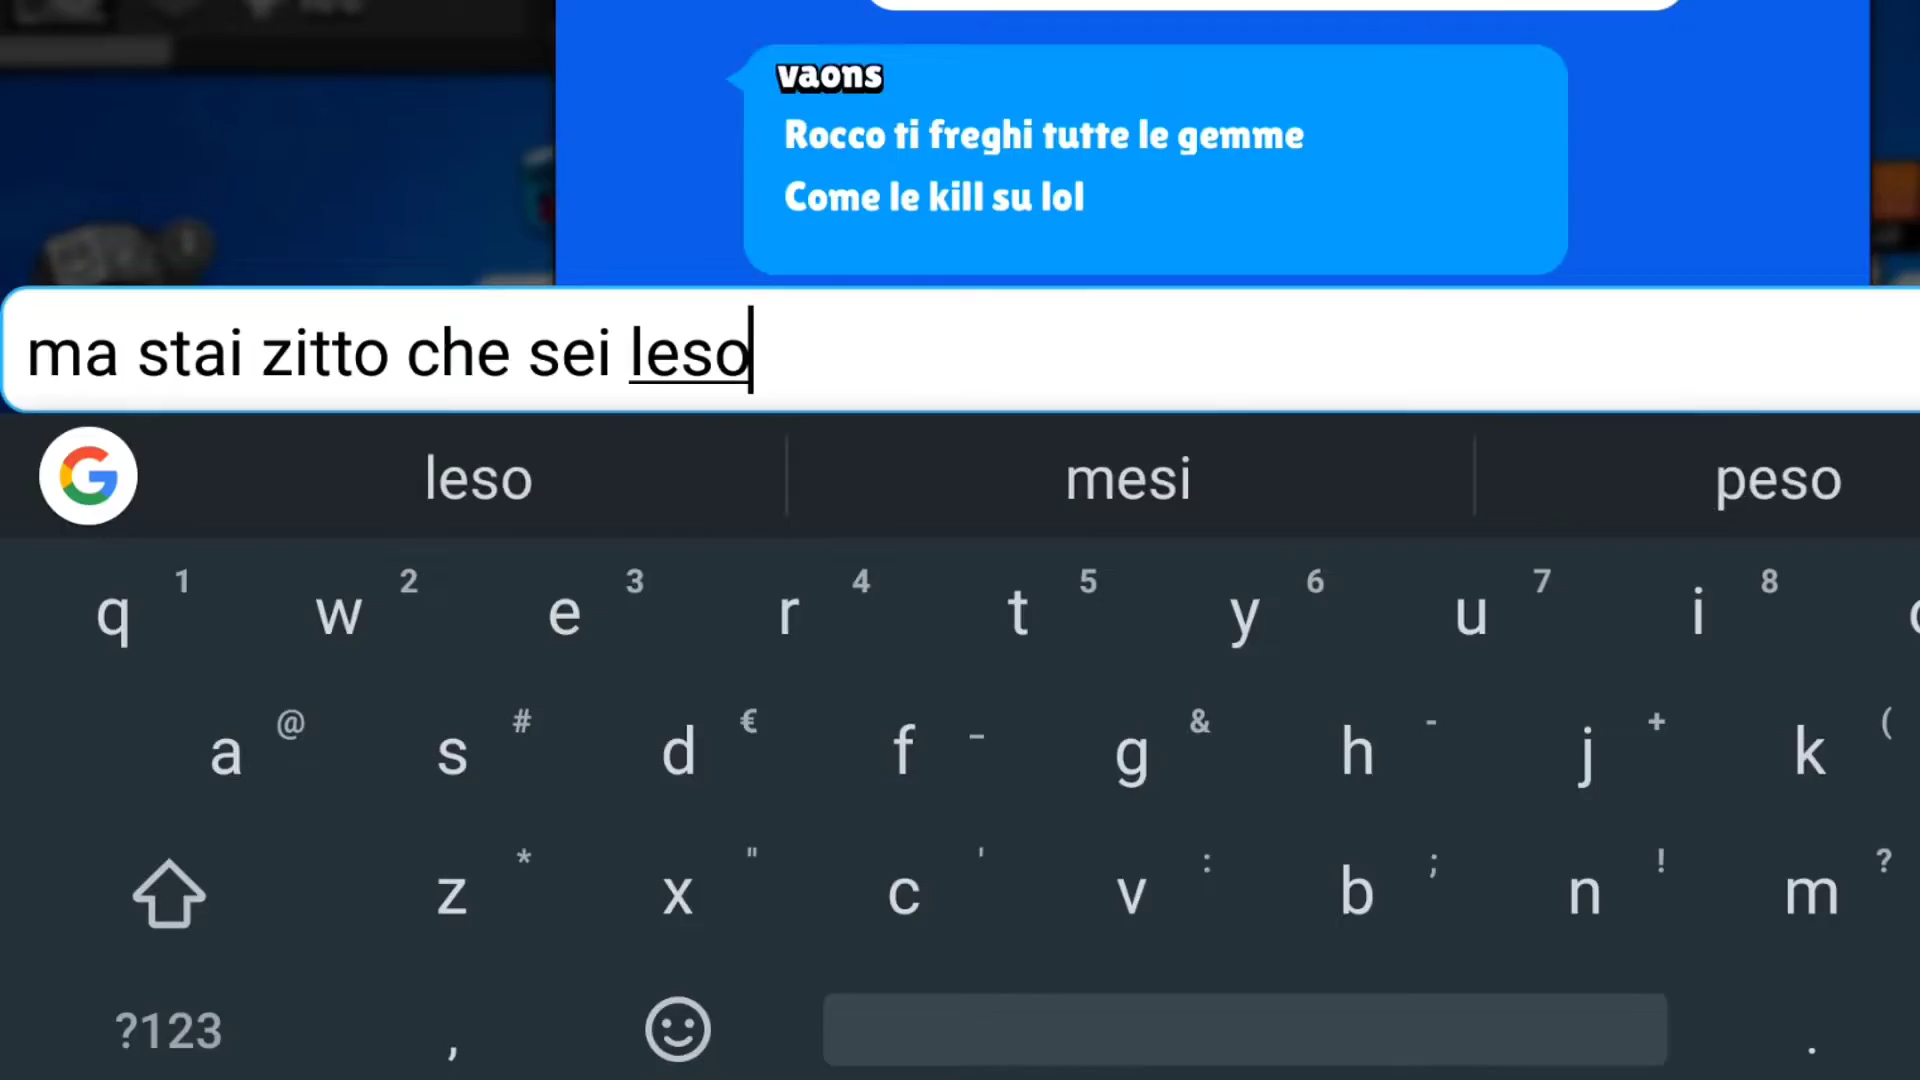 vaons
Rocco ti freghi tutte le gemme
Come le kill su lol
ma stai zitto che sei leso
leso mesi peso
1 2 3 4 5 6 7 8
q w e r t y u i
@ # € _ & - + (
a s d f g h j k
* " ' : ; ! ?
z x c v b n m
?123 , .